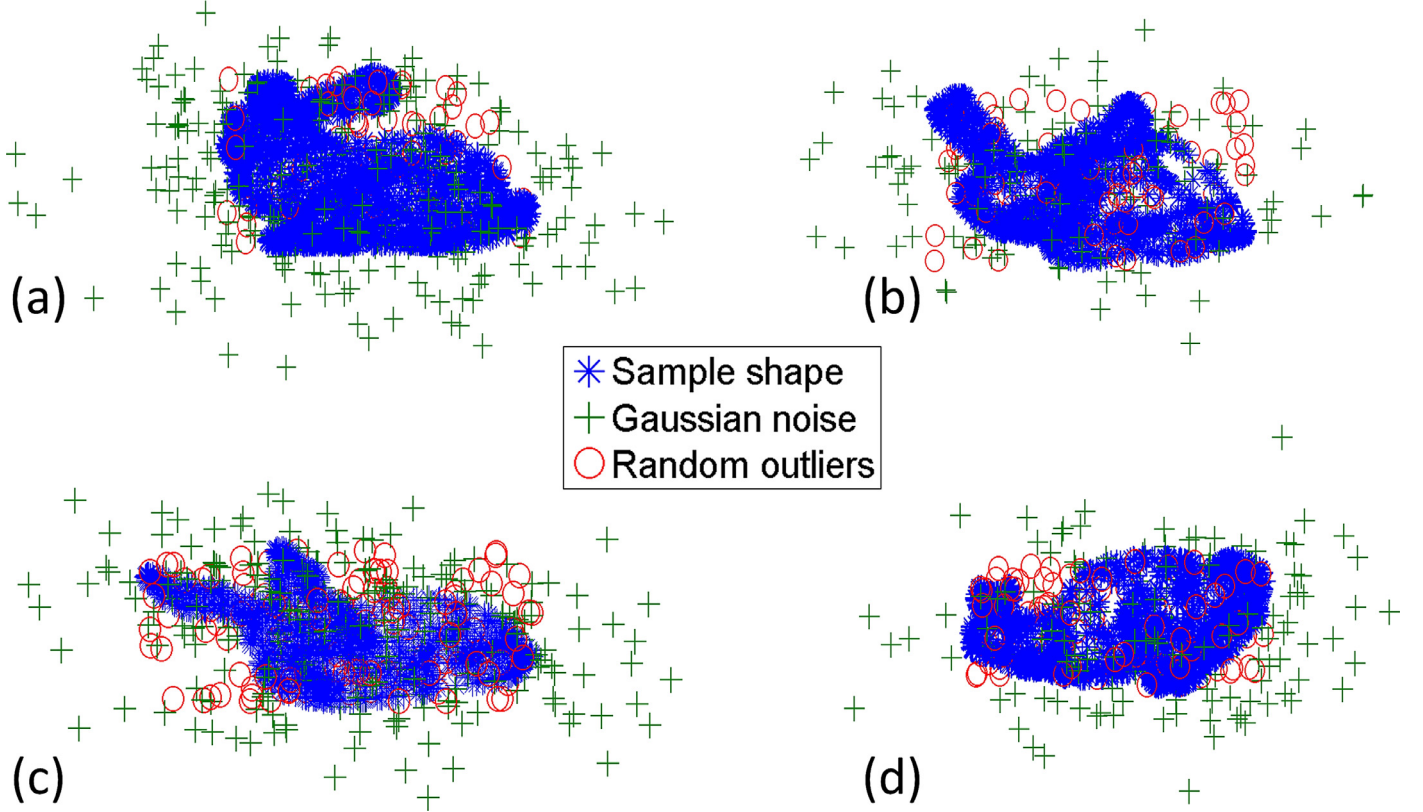 (a)
(b)
Sample shape
Gaussian noise
Random outliers
(c)
(d)